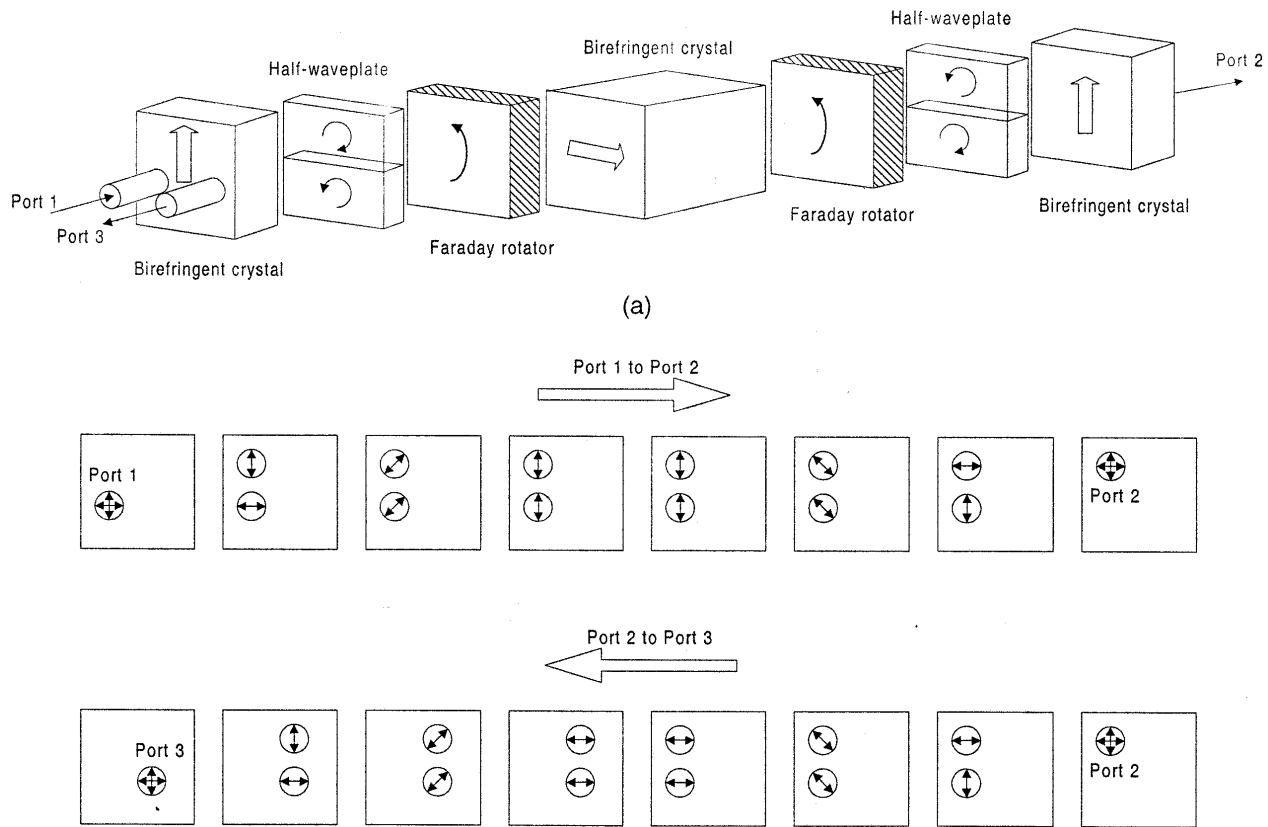 Half-waveplate
Birefringent crystal
Port 2
Half-waveplate
Port 1
Port 3
Birefringent crystal
Faraday rotator
Faraday rotator
Birefringent crystal
(a)
Port 1 to Port 2
Port 1
Port 2
Port 2 to Port 3
Port 3
Port 2